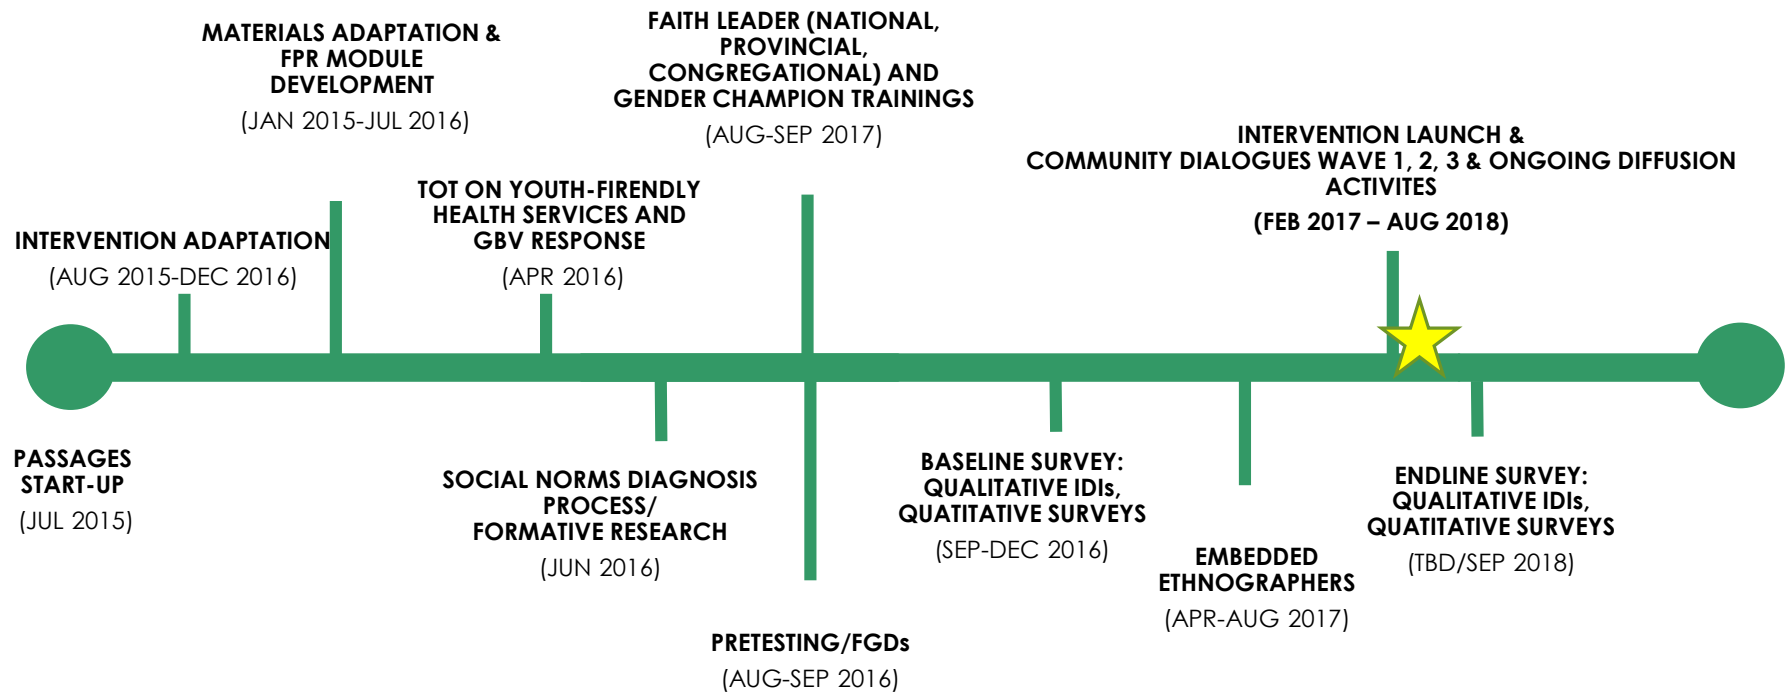 MATERIALS ADAPTATION &
FPR MODULE
DEVELOPMENT
(JAN 2015-JUL 2016)
FAITH LEADER (NATIONAL,
PROVINCIAL,
CONGREGATIONAL) AND
GENDER CHAMPION TRAININGS
(AUG-SEP 2017)
INTERVENTION LAUNCH &
COMMUNITY DIALOGUES WAVE 1, 2, 3 & ONGOING DIFFUSION
ACTIVITES
(FEB 2017 – AUG 2018)
TOT ON YOUTH-FIRENDLY
HEALTH SERVICES AND
GBV RESPONSE
(APR 2016)
INTERVENTION ADAPTATION
(AUG 2015-DEC 2016)
PASSAGES
START-UP
(JUL 2015)
SOCIAL NORMS DIAGNOSIS
PROCESS/
FORMATIVE RESEARCH
(JUN 2016)
PRETESTING/FGDs
(AUG-SEP 2016)
BASELINE SURVEY:
QUALITATIVE IDIs,
QUATITATIVE SURVEYS
(SEP-DEC 2016)
EMBEDDED
ETHNOGRAPHERS
(APR-AUG 2017)
ENDLINE SURVEY:
QUALITATIVE IDIs,
QUATITATIVE SURVEYS
(TBD/SEP 2018)